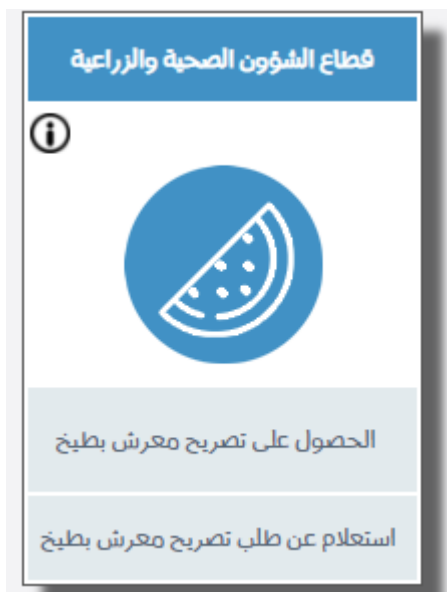 قطاع الشؤون الصحية والزراعية
الحصول على تصريح معرش بطيخ
استعلام عن طلب تصريح معرش بطيخ